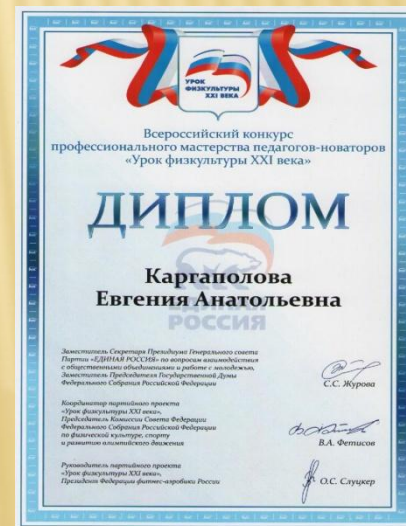 УРОК
ФИЗКУЛЬТУРЫ
XXI ВЕКА
Всероссийский конкурс
профессионального мастерства педагогов-новаторов
«Урок физкультуры XXI века»
ДИПЛОМ
Каргаполова
Евгения Анатольевна
ЕДИНАЯ
РОССИЯ
Заместитель Секретаря Президиума Генерального совета
Партии «ЕДИНАЯ РОССИЯ» по вопросам взаимодействия
с общественными объединениями и работе с молодежью,
Заместитель Председателя Государственной Думы
Федерального Собрания Российской Федерации
С.С. Журова
Координатор партийного проекта
«Урок физкультуры XXI века»,
Председатель Комиссии Совета Федерации
Федерального Собрания Российской Федерации
по физической культуре, спорту
и развитию олимпийского движения
В.А. Фетисов
Руководитель партийного проекта
«Урок физкультуры XXI века»,
Президент Федерации фитнес-аэробики России
О.С. Слуцкер